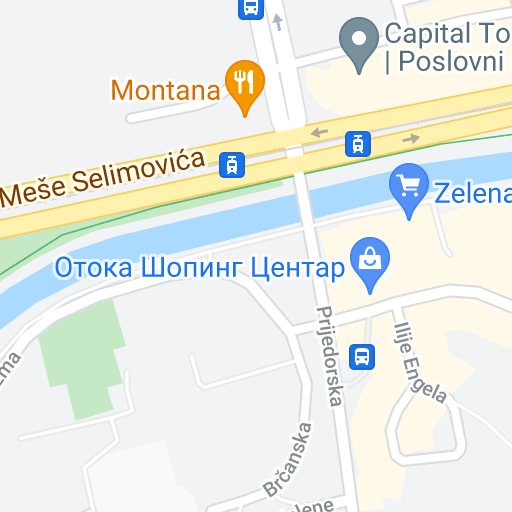 Capital To
| Poslovni
Montana
Meše Selimovića
Zelena
Отока Шопинг Центар
Prijedorska
Ilije Engela
Brčanska